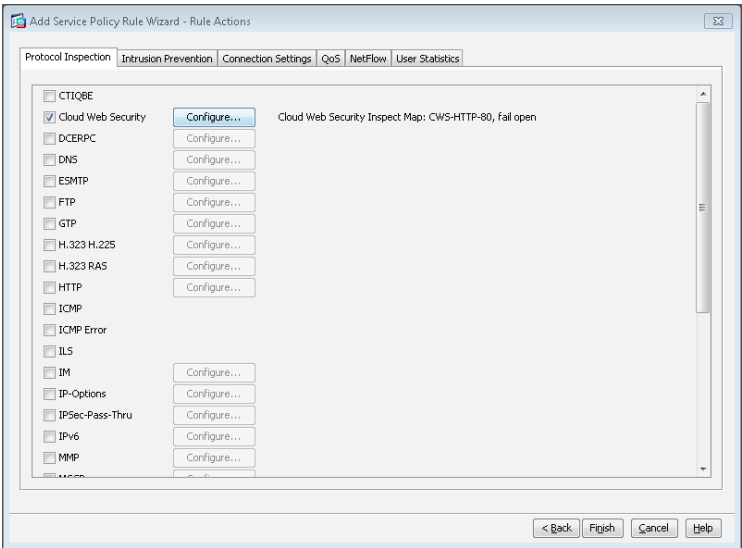 Add Service Policy Rule Wizard - Rule Actions
Protocol Inspection Intrusion Prevention Connection Settings QoS NetFlow User Statistics
CTIQBE
Cloud Web Security Configure... Cloud Web Security Inspect Map: CWS-HTTP-80, fail open
DCERPC Configure...
DNS Configure...
ESMTP Configure...
FTP Configure...
GTP Configure...
H.323 H.225 Configure...
H.323 RAS Configure...
HTTP Configure...
ICMP
ICMP Error
ILS
IM Configure...
IP-Options Configure...
IPSec-Pass-Thru Configure...
IPv6 Configure...
MMP Configure...
< Back Finish Cancel Help